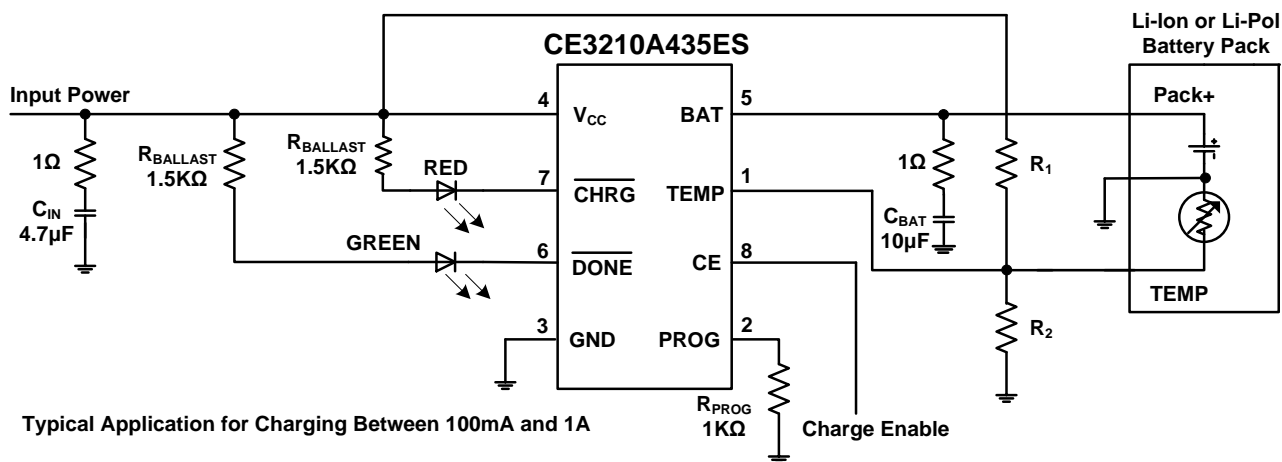 Li-Ion or Li-Pol
Battery Pack
CE3210A435ES
Input Power
Pack+
4
VCC
BAT
5
1Ω
RBALLAST
1.5KΩ
RBALLAST
1.5KΩ
RED
7
CHRG
TEMP
1
1Ω
R1
CIN
4.7µF
GREEN
6
DONE
CE
8
CBAT
10µF
TEMP
3
GND
PROG
2
R2
RPROG
1KΩ
Charge Enable
Typical Application for Charging Between 100mA and 1A